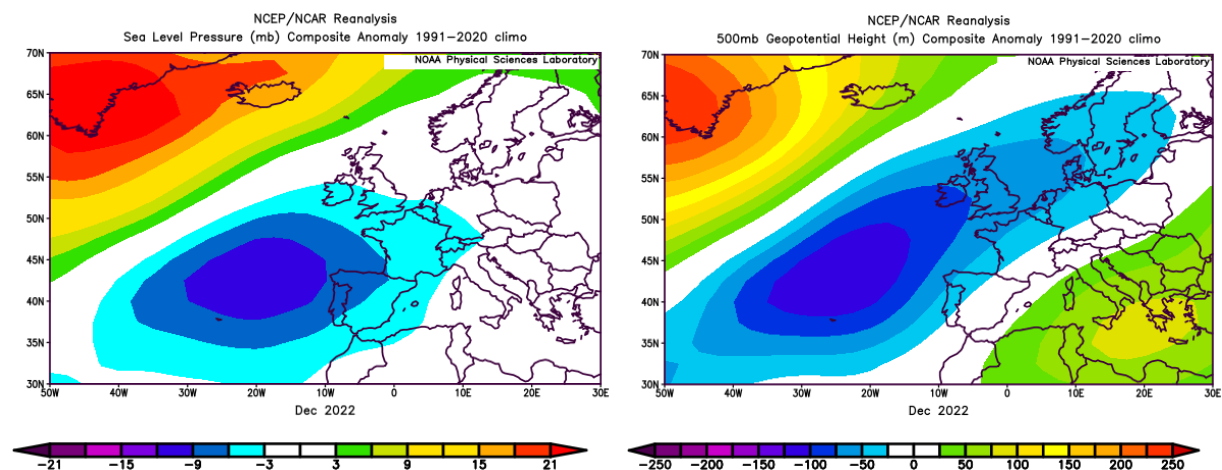 NCEP/NCAR Reanalysis
Sea Level Pressure (mb) Composite Anomaly 1991–2020 climo
NOAA Physical Sciences Laboratory
70N
65N
60N
55N
50N
45N
40N
35N
30N
50W 40W 30W 20W 10W 0 10E 20E 30E
Dec 2022
−21 −15 −9 −3 3 9 15 21
NCEP/NCAR Reanalysis
500mb Geopotential Height (m) Composite Anomaly 1991–2020 climo
NOAA Physical Sciences Laboratory
70N
65N
60N
55N
50N
45N
40N
35N
30N
50W 40W 30W 20W 10W 0 10E 20E 30E
Dec 2022
−250 −200 −150 −100 −50 0 50 100 150 200 250